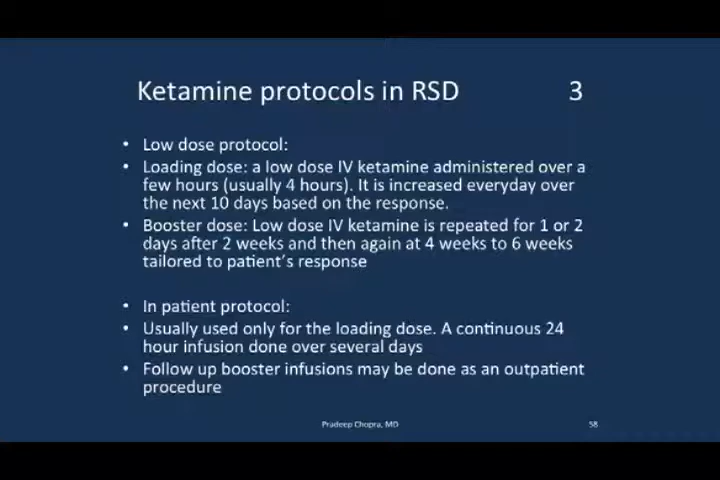 Ketamine protocols in RSD 3
• Low dose protocol:
• Loading dose: a low dose IV ketamine administered over a
few hours (usually 4 hours). It is increased everyday over
the next 10 days based on the response.
• Booster dose: Low dose IV ketamine is repeated for 1 or 2
days after 2 weeks and then again at 4 weeks to 6 weeks
tailored to patient's response
• In patient protocol:
• Usually used only for the loading dose. A continuous 24
hour infusion done over several days
• Follow up booster infusions may be done as an outpatient
procedure
Pradeep Chopra, MD 58